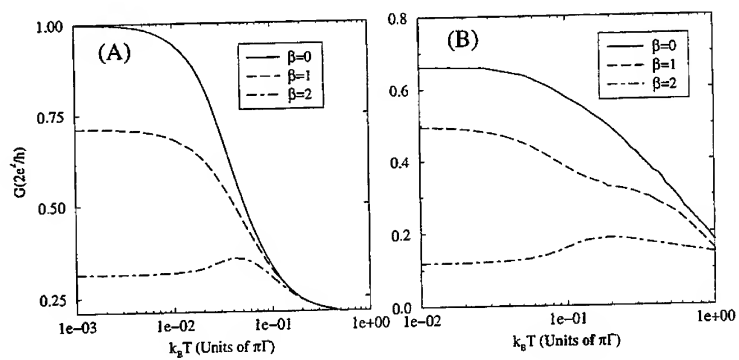 (A)
β=0
β=1
β=2
1.00
0.75
0.50
0.25
G(2e²/h)
1e−03
1e−02
1e−01
1e+00
k_BT (Units of πΓ)
(B)
β=0
β=1
β=2
0.8
0.6
0.4
0.2
0.0
1e−02
1e−01
1e+00
k_BT (Units of πΓ)